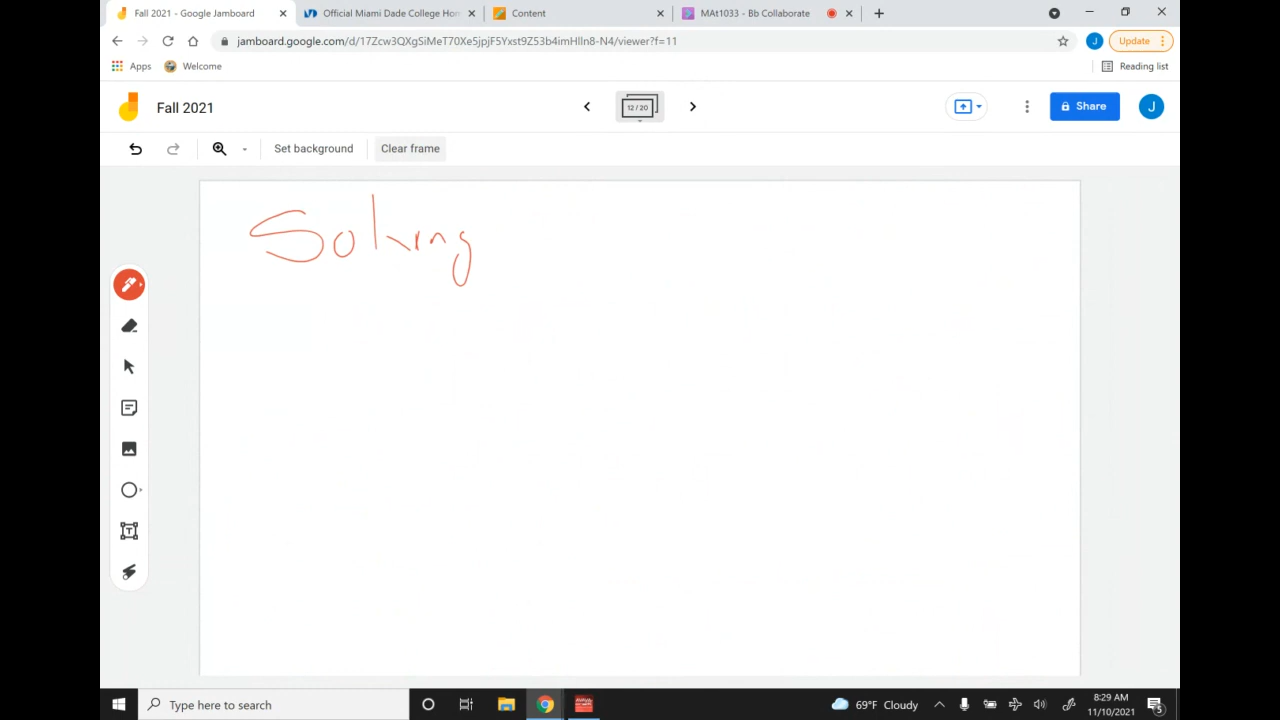 Fall 2021 - Google Jamboard
Official Miami Dade College Hom
Content
MAt1033 - Bb Collaborate
jamboard.google.com/d/17Zcw3QXgSiMeT70Xe5jpjF5Yxst9Z53b4imHlln8-N4/viewer?f=11
Update
Apps
Welcome
Reading list
Fall 2021
12 / 20
Share
J
Set background
Clear frame
Solving
Type here to search
69°F Cloudy
8:29 AM
11/10/2021
5